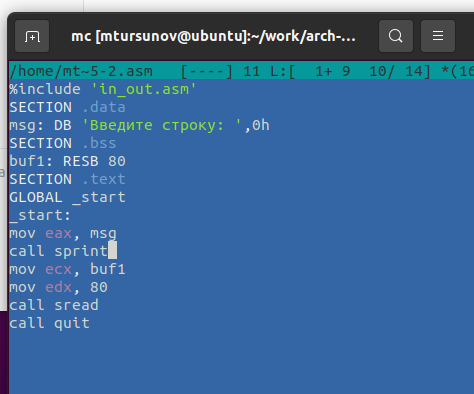 mc [mtursunov@ubuntu]:~/work/arch-...
/home/mt~5-2.asm [----] 11 L:[ 1+ 9 10/ 14] *(16
%include 'in_out.asm'
SECTION .data
msg: DB 'Введите строку: ',0h
SECTION .bss
buf1: RESB 80
SECTION .text
GLOBAL _start
_start:
mov eax, msg
call sprint
mov ecx, buf1
mov edx, 80
call sread
call quit